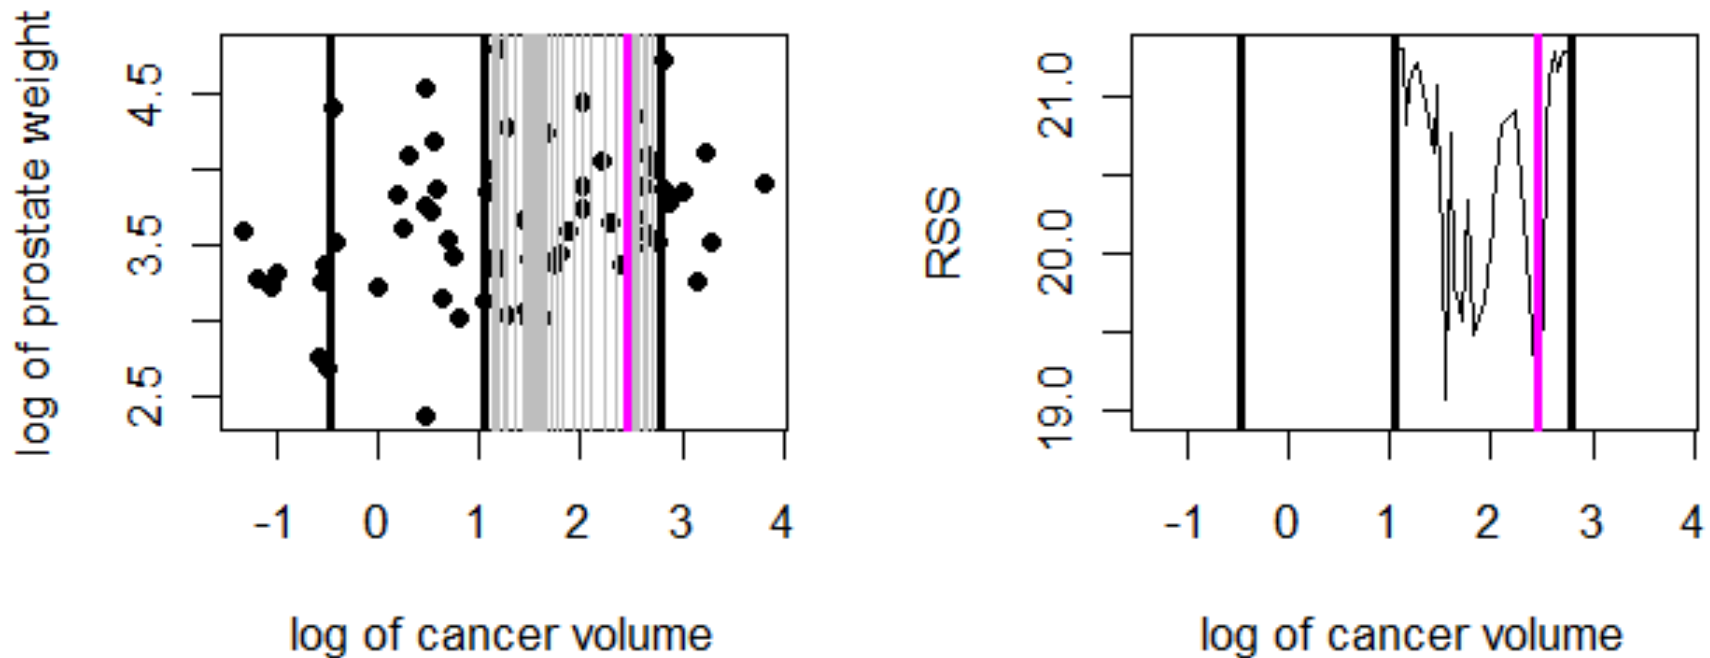 log of prostate weight
4.5
3.5
2.5
-1 0 1 2 3 4
log of cancer volume
RSS
21.0
20.0
19.0
-1 0 1 2 3 4
log of cancer volume